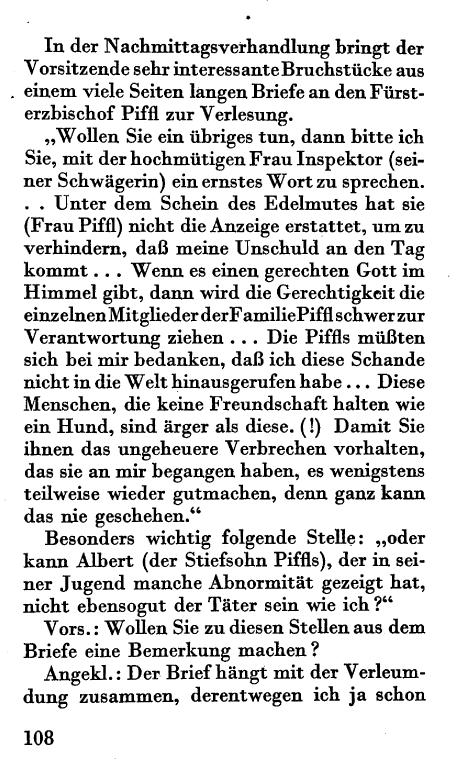 In der Nachmittagsverhandlung bringt der
Vorsitzende sehr interessante Bruchstücke aus
einem viele Seiten langen Briefe an den Fürst-
erzbischof Piffl zur Verlesung.
„Wollen Sie ein übriges tun, dann bitte ich
Sie, mit der hochmütigen Frau Inspektor (sei-
ner Schwägerin) ein ernstes Wort zu sprechen.
. . Unter dem Schein des Edelmutes hat sie
(Frau Piffl) nicht die Anzeige erstattet, um zu
verhindern, daß meine Unschuld an den Tag
kommt . . . Wenn es einen gerechten Gott im
Himmel gibt, dann wird die Gerechtigkeit die
einzelnen Mitglieder der Familie Piffl schwer zur
Verantwortung ziehen . . . Die Piffls müßten
sich bei mir bedanken, daß ich diese Schande
nicht in die Welt hinausgerufen habe . . . Diese
Menschen, die keine Freundschaft halten wie
ein Hund, sind ärger als diese. (!) Damit Sie
ihnen das ungeheuere Verbrechen vorhalten,
das sie an mir begangen haben, es wenigstens
teilweise wieder gutmachen, denn ganz kann
das nie geschehen.“
Besonders wichtig folgende Stelle: „oder
kann Albert (der Stiefsohn Piffls), der in sei-
ner Jugend manche Abnormität gezeigt hat,
nicht ebensogut der Täter sein wie ich?“
Vors.: Wollen Sie zu diesen Stellen aus dem
Briefe eine Bemerkung machen?
Angekl.: Der Brief hängt mit der Verleum-
dung zusammen, derentwegen ich ja schon
108